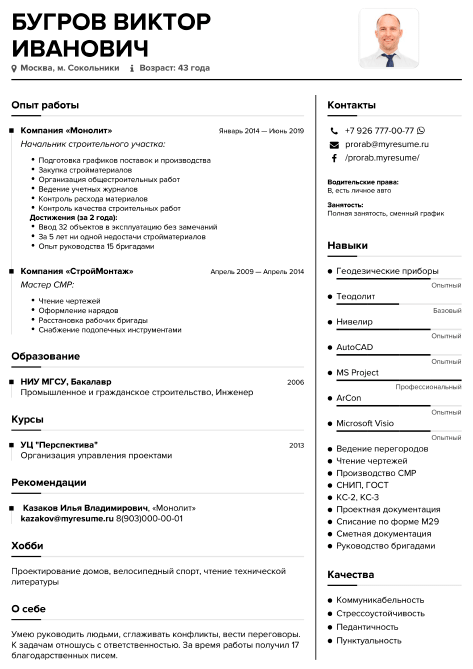 БУГРОВ ВИКТОР
ИВАНОВИЧ
Москва, м. Сокольники Возраст: 43 года
Опыт работы
Компания «Монолит» Январь 2014 — Июнь 2019
Начальник строительного участка:
Подготовка графиков поставок и производства
Закупка стройматериалов
Организация общестроительных работ
Ведение учетных журналов
Контроль расхода материалов
Контроль качества строительных работ
Достижения (за 2 года):
Ввод 32 объектов в эксплуатацию без замечаний
За 5 лет ни одной недостачи стройматериалов
Опыт руководства 15 бригадами
Компания «СтройМонтаж» Апрель 2009 — Апрель 2014
Мастер СМР:
Чтение чертежей
Оформление нарядов
Расстановка рабочих бригады
Снабжение подопечных инструментами
Образование
НИУ МГСУ, Бакалавр 2006
Промышленное и гражданское строительство, Инженер
Курсы
УЦ "Перспектива" 2013
Организация управления проектами
Рекомендации
Казаков Илья Владимирович, «Монолит»
kazakov@myresume.ru 8(903)000-00-01
Хобби
Проектирование домов, велосипедный спорт, чтение технической
литературы
О себе
Умею руководить людьми, сглаживать конфликты, вести переговоры.
К задачам отношусь с ответственностью. За время работы получил 17
благодарственных писем.
Контакты
+7 926 777-00-77
prorab@myresume.ru
/prorab.myresume/
Водительские права:
В, есть личное авто
Занятость:
Полная занятость, сменный график
Навыки
Геодезические приборы
Опытный
Теодолит
Базовый
Нивелир
Опытный
AutoCAD
Опытный
MS Project
Профессиональный
ArCon
Опытный
Microsoft Visio
Опытный
Ведение перегородов
Чтение чертежей
Производство СМР
СНИП, ГОСТ
КС-2, КС-3
Проектная документация
Списание по форме М29
Сметная документация
Руководство бригадами
Качества
Коммуникабельность
Стрессоустойчивость
Педантичность
Пунктуальность